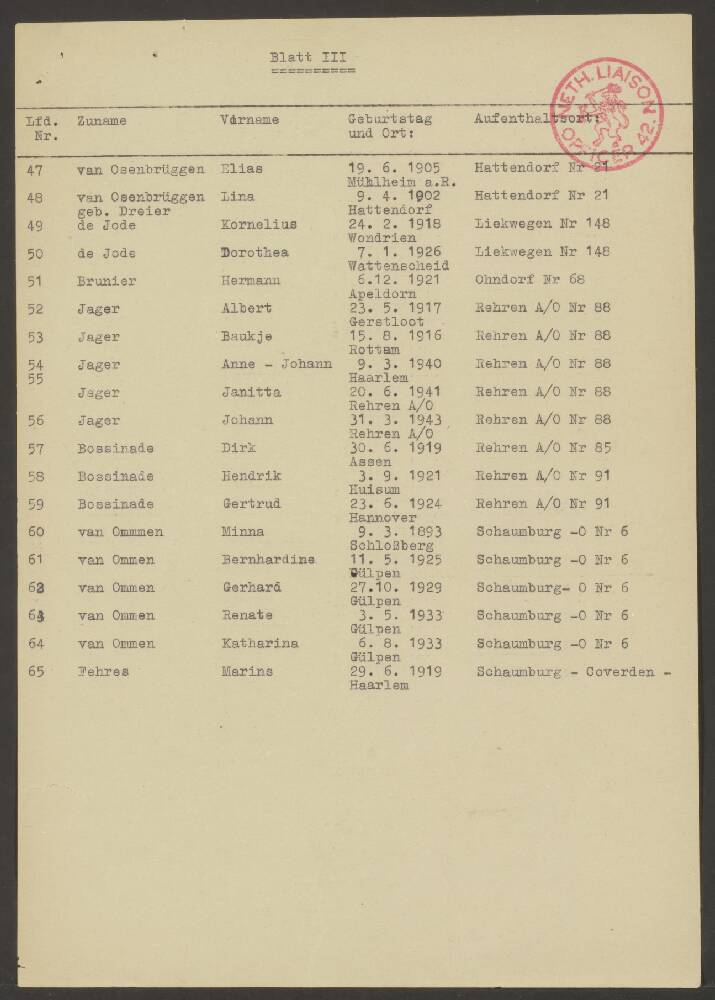 Blatt III
==========
NETH. LIAISON OFFICER 42.
Lfd. Nr. Zuname Vorname Geburtstag und Ort: Aufenthaltsort:
47 van Osenbrüggen Elias 19. 6. 1905 Hattendorf Nr 21
Mühlheim a.R.
48 van Osenbrüggen Lina 9. 4. 1902 Hattendorf Nr 21
geb. Dreier Hattendorf
49 de Jode Kornelius 24. 2. 1918 Liekwegen Nr 148
Wondrien
50 de Jode Dorothea 7. 1. 1926 Liekwegen Nr 148
Wattenscheid
51 Brunier Hermann 6.12. 1921 Ohndorf Nr 68
Apeldorn
52 Jager Albert 23. 5. 1917 Rehren A/O Nr 88
Gerstloot
53 Jager Baukje 15. 8. 1916 Rehren A/O Nr 88
Rottam
54 Jager Anne - Johann 9. 3. 1940 Rehren A/O Nr 88
55 Haarlem
Jager Janitta 20. 6. 1941 Rehren A/O Nr 88
Rehren A/O
56 Jager Johann 31. 3. 1943 Rehren A/O Nr 88
Rehren A/O
57 Bossinade Dirk 30. 6. 1919 Rehren A/O Nr 85
Assen
58 Bossinade Hendrik 3. 9. 1921 Rehren A/O Nr 91
Huisum
59 Bossinade Gertrud 23. 6. 1924 Rehren A/O Nr 91
Hannover
60 van Ommmen Minna 9. 3. 1893 Schaumburg -O Nr 6
Schloßberg
61 van Ommen Bernhardine 11. 5. 1925 Schaumburg -O Nr 6
Gülpen
62 van Ommen Gerhard 27.10. 1929 Schaumburg- O Nr 6
Gülpen
63 van Ommen Renate 3. 5. 1933 Schaumburg -O Nr 6
Gülpen
64 van Ommen Katharina 6. 8. 1933 Schaumburg -O Nr 6
Gülpen
65 Fehres Marins 29. 6. 1919 Schaumburg - Coverden -
Haarlem